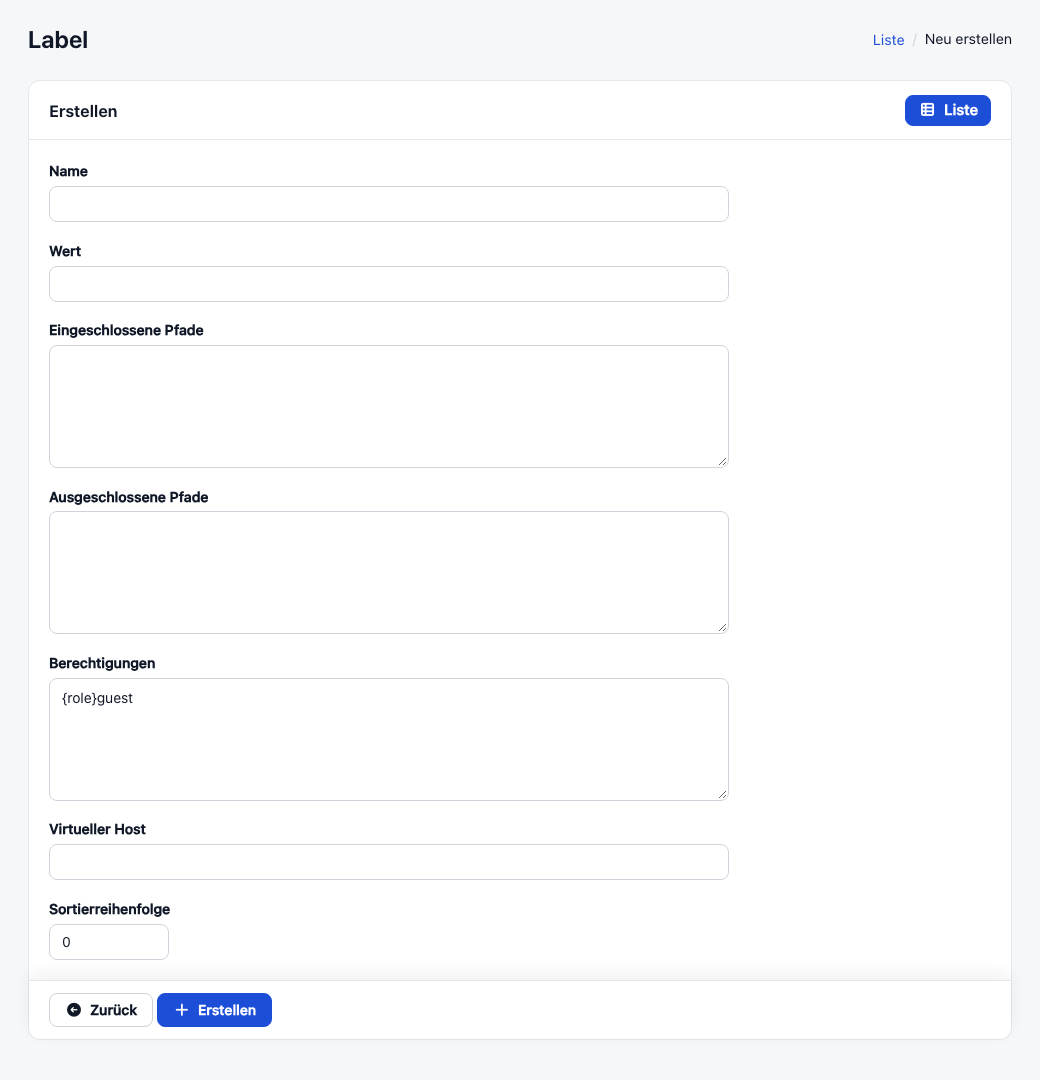 Label
Liste / Neu erstellen
Erstellen
Liste
Name
Wert
Eingeschlossene Pfade
Ausgeschlossene Pfade
Berechtigungen
{role}guest
Virtueller Host
Sortierreihenfolge
0
Zurück
Erstellen